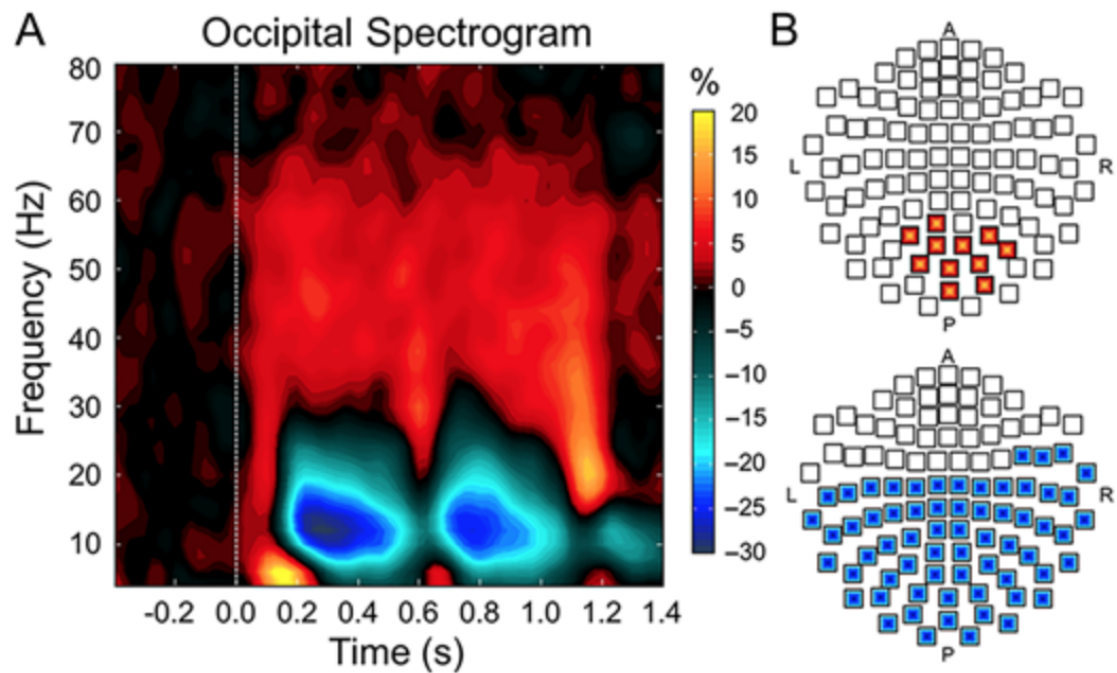 A
Occipital Spectrogram
B
80
70
60
50
40
30
20
10
Frequency (Hz)
-0.2 0.0 0.2 0.4 0.6 0.8 1.0 1.2 1.4
Time (s)
%
20
15
10
5
0
−5
−10
−15
−20
−25
−30
A
L R
P
A
L R
P